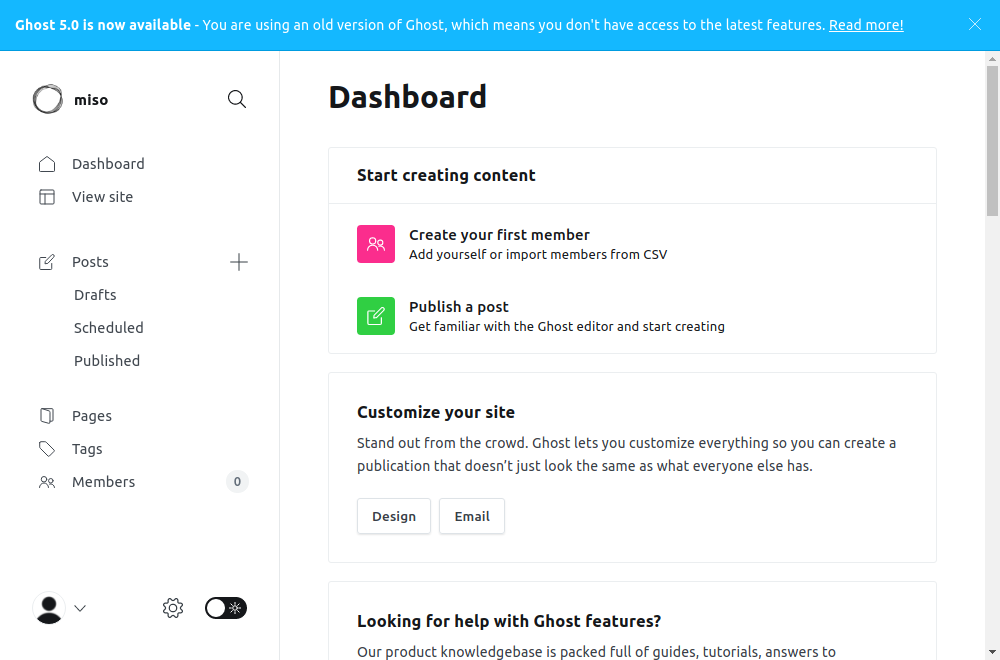 Ghost 5.0 is now available - You are using an old version of Ghost, which means you don't have access to the latest features. Read more!
miso
Dashboard
View site
Posts
Drafts
Scheduled
Published
Pages
Tags
Members 0
Dashboard
Start creating content
Create your first member
Add yourself or import members from CSV
Publish a post
Get familiar with the Ghost editor and start creating
Customize your site
Stand out from the crowd. Ghost lets you customize everything so you can create a
publication that doesn’t just look the same as what everyone else has.
Design Email
Looking for help with Ghost features?
Our product knowledgebase is packed full of guides, tutorials, answers to